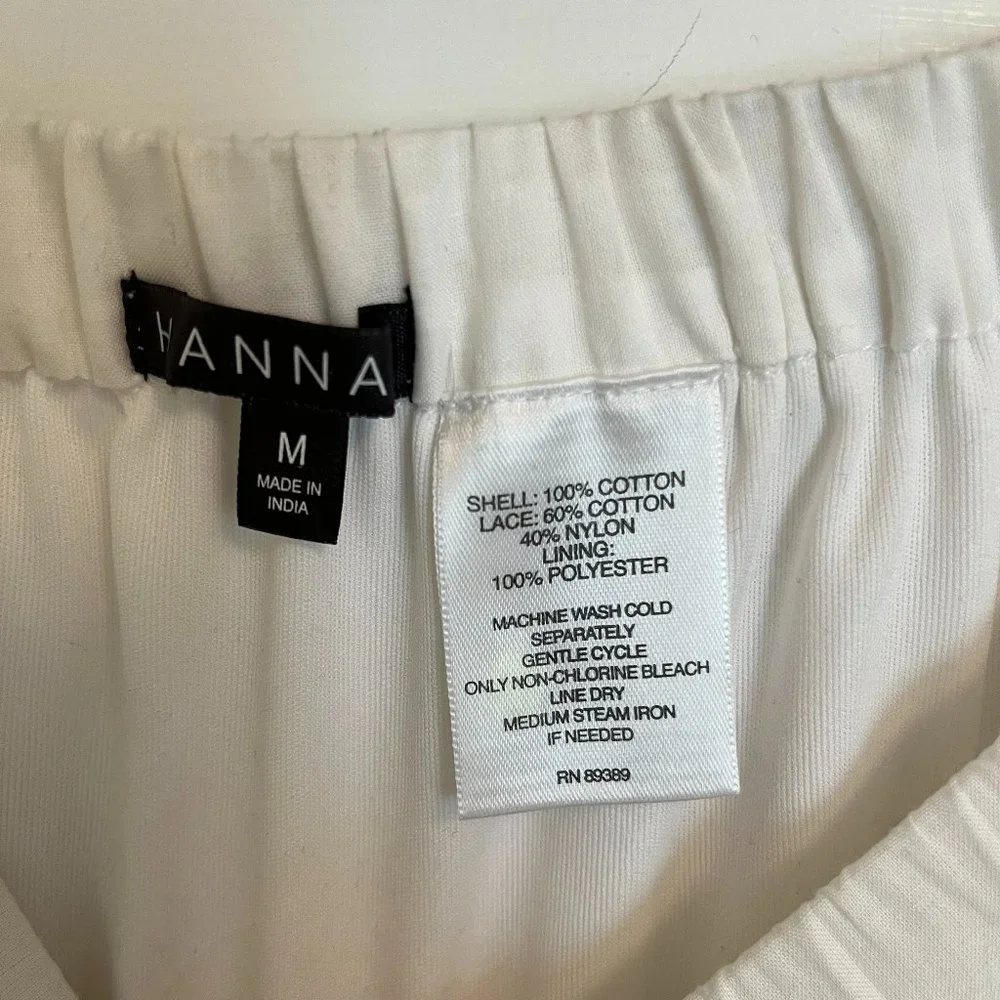 HANNA
M
MADE IN
INDIA
SHELL: 100% COTTON
LACE: 60% COTTON
40% NYLON
LINING:
100% POLYESTER
MACHINE WASH COLD
SEPARATELY
GENTLE CYCLE
ONLY NON-CHLORINE BLEACH
LINE DRY
MEDIUM STEAM IRON
IF NEEDED
RN 89389